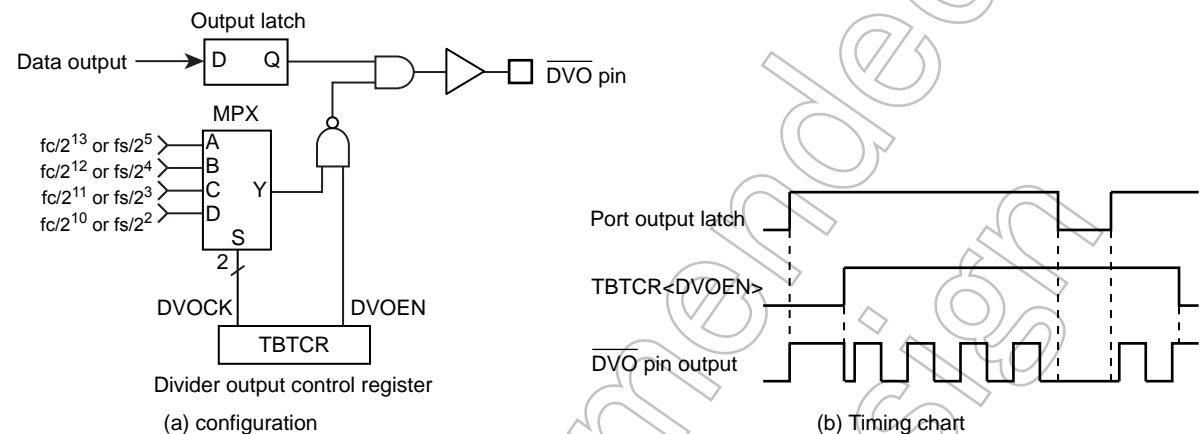 Output latch
Data output
D Q
DVO pin
MPX
fc/2^13 or fs/2^5
fc/2^12 or fs/2^4
fc/2^11 or fs/2^3
fc/2^10 or fs/2^2
A
B
C
D
Y
S
2
DVOCK
DVOEN
TBTCR
Divider output control register
(a) configuration
Port output latch
TBTCR<DVOEN>
DVO pin output
(b) Timing chart
mended
sign